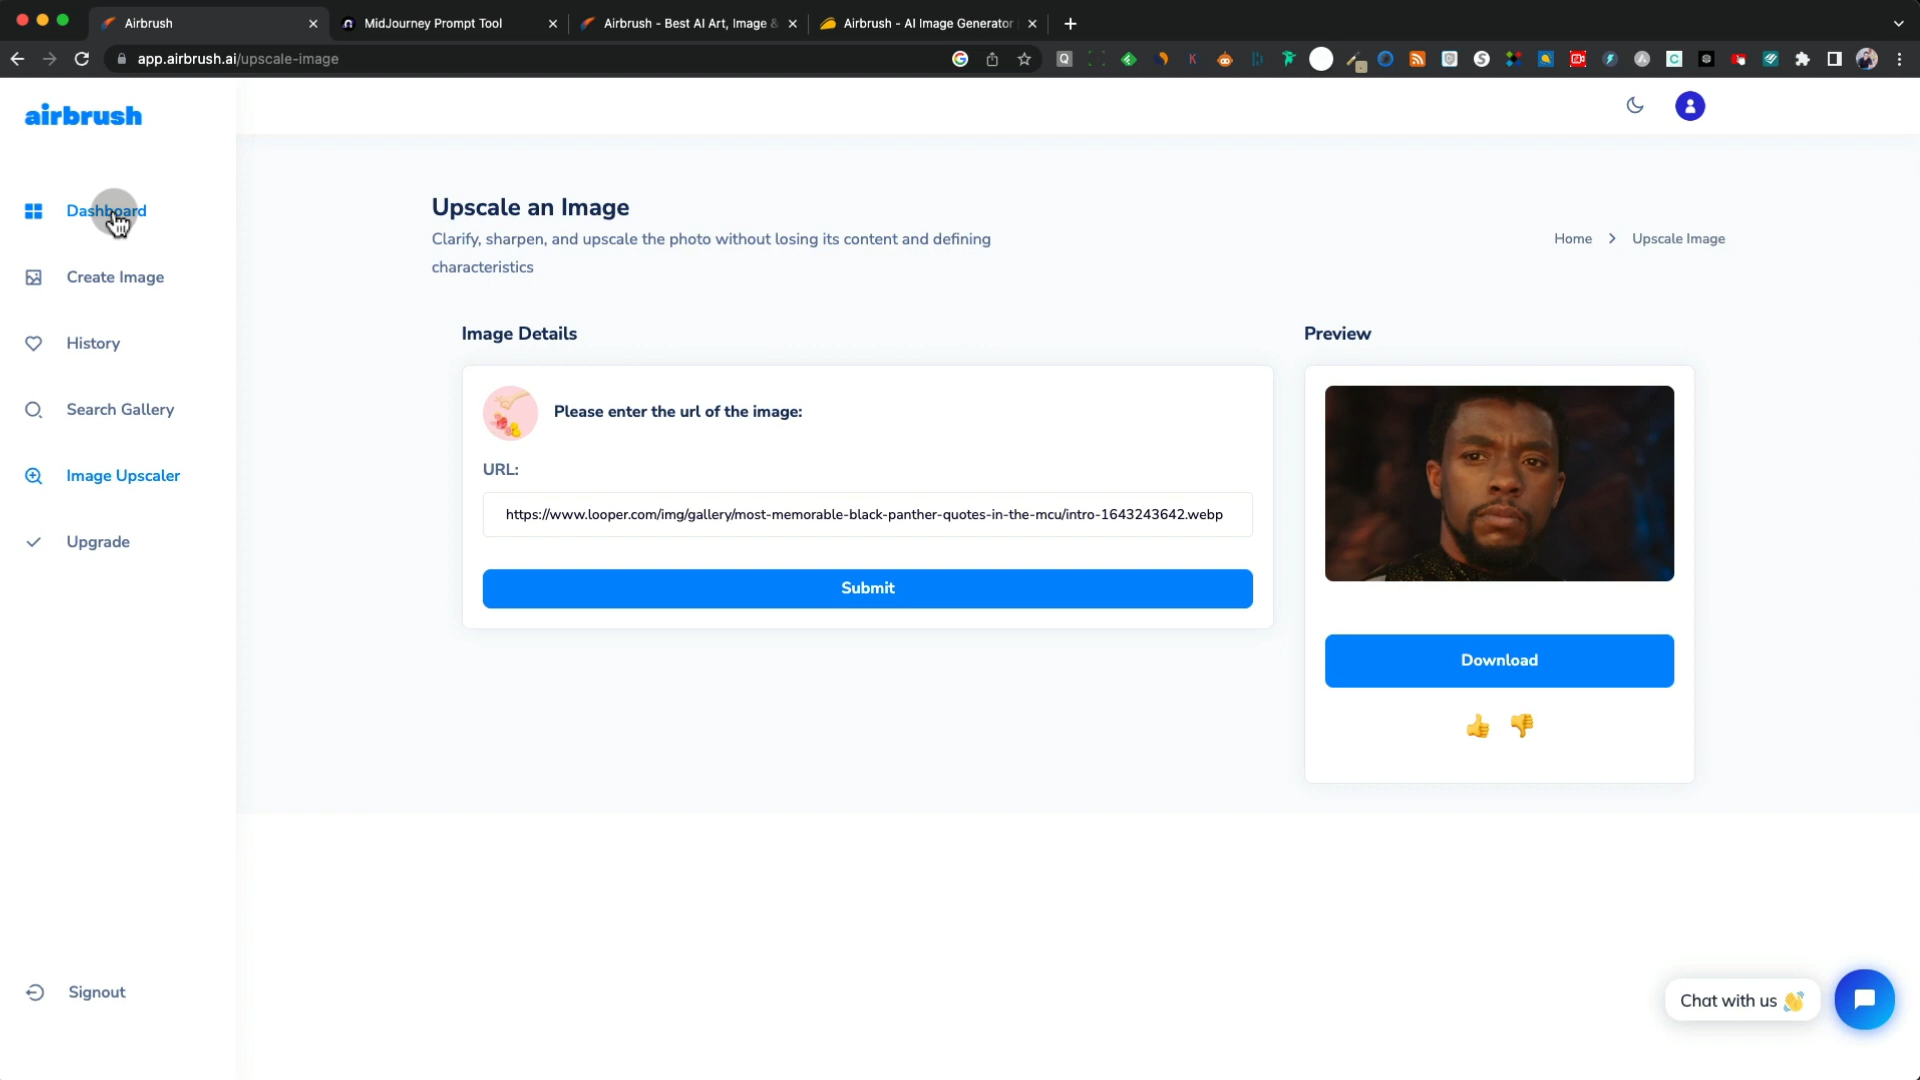 Airbrush
MidJourney Prompt Tool
Airbrush - Best AI Art, Image &
Airbrush - AI Image Generator
app.airbrush.ai/upscale-image
airbrush
Dashboard
Create Image
History
Search Gallery
Image Upscaler
Upgrade
Signout
Upscale an Image
Clarify, sharpen, and upscale the photo without losing its content and defining
characteristics
Home > Upscale Image
Image Details
Please enter the url of the image:
URL:
https://www.looper.com/img/gallery/most-memorable-black-panther-quotes-in-the-mcu/intro-1643243642.webp
Submit
Preview
Download
Chat with us 👋